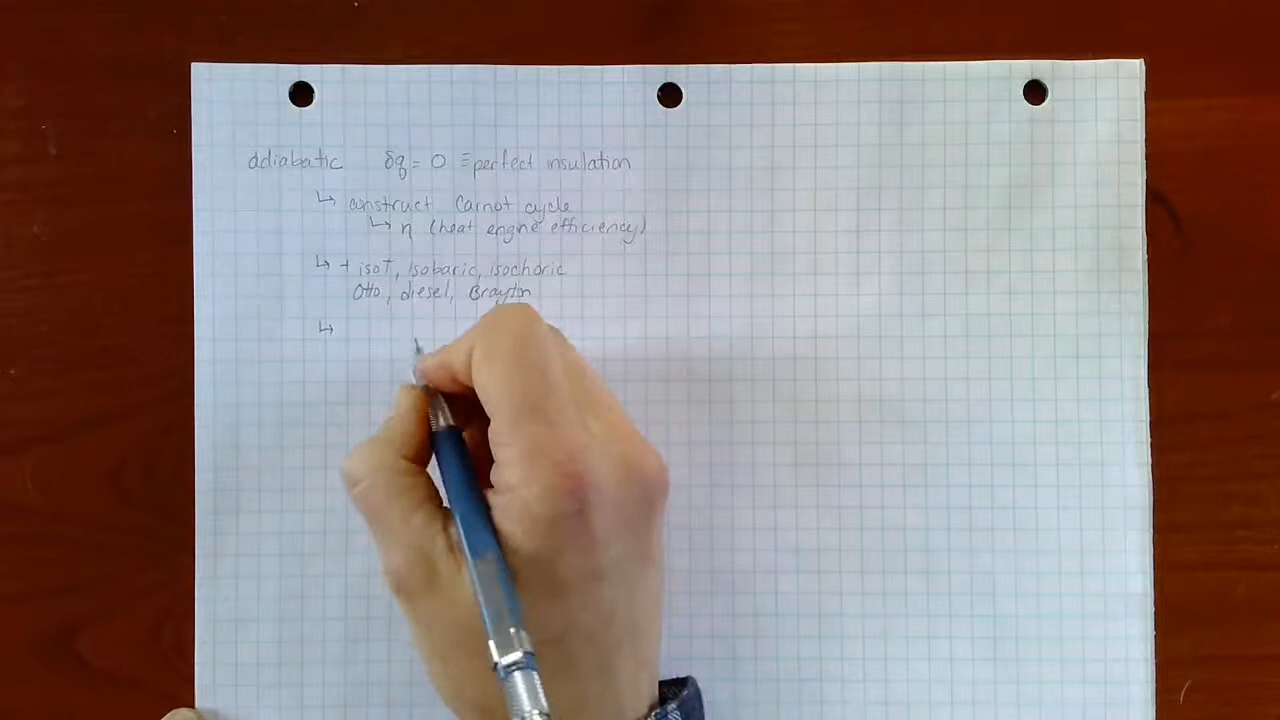 adiabatic δq = 0 ≡ perfect insulation
↳ construct Carnot cycle
↳ η (heat engine efficiency)
↳ + isoT, isobaric, isochoric
Otto, diesel, Brayton
↳